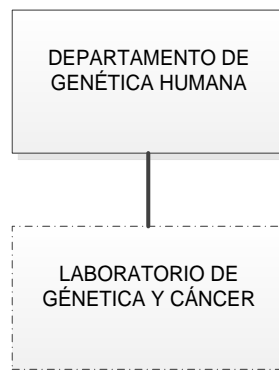 DEPARTAMENTO DE
GENÉTICA HUMANA
LABORATORIO DE
GÉNETICA Y CÁNCER